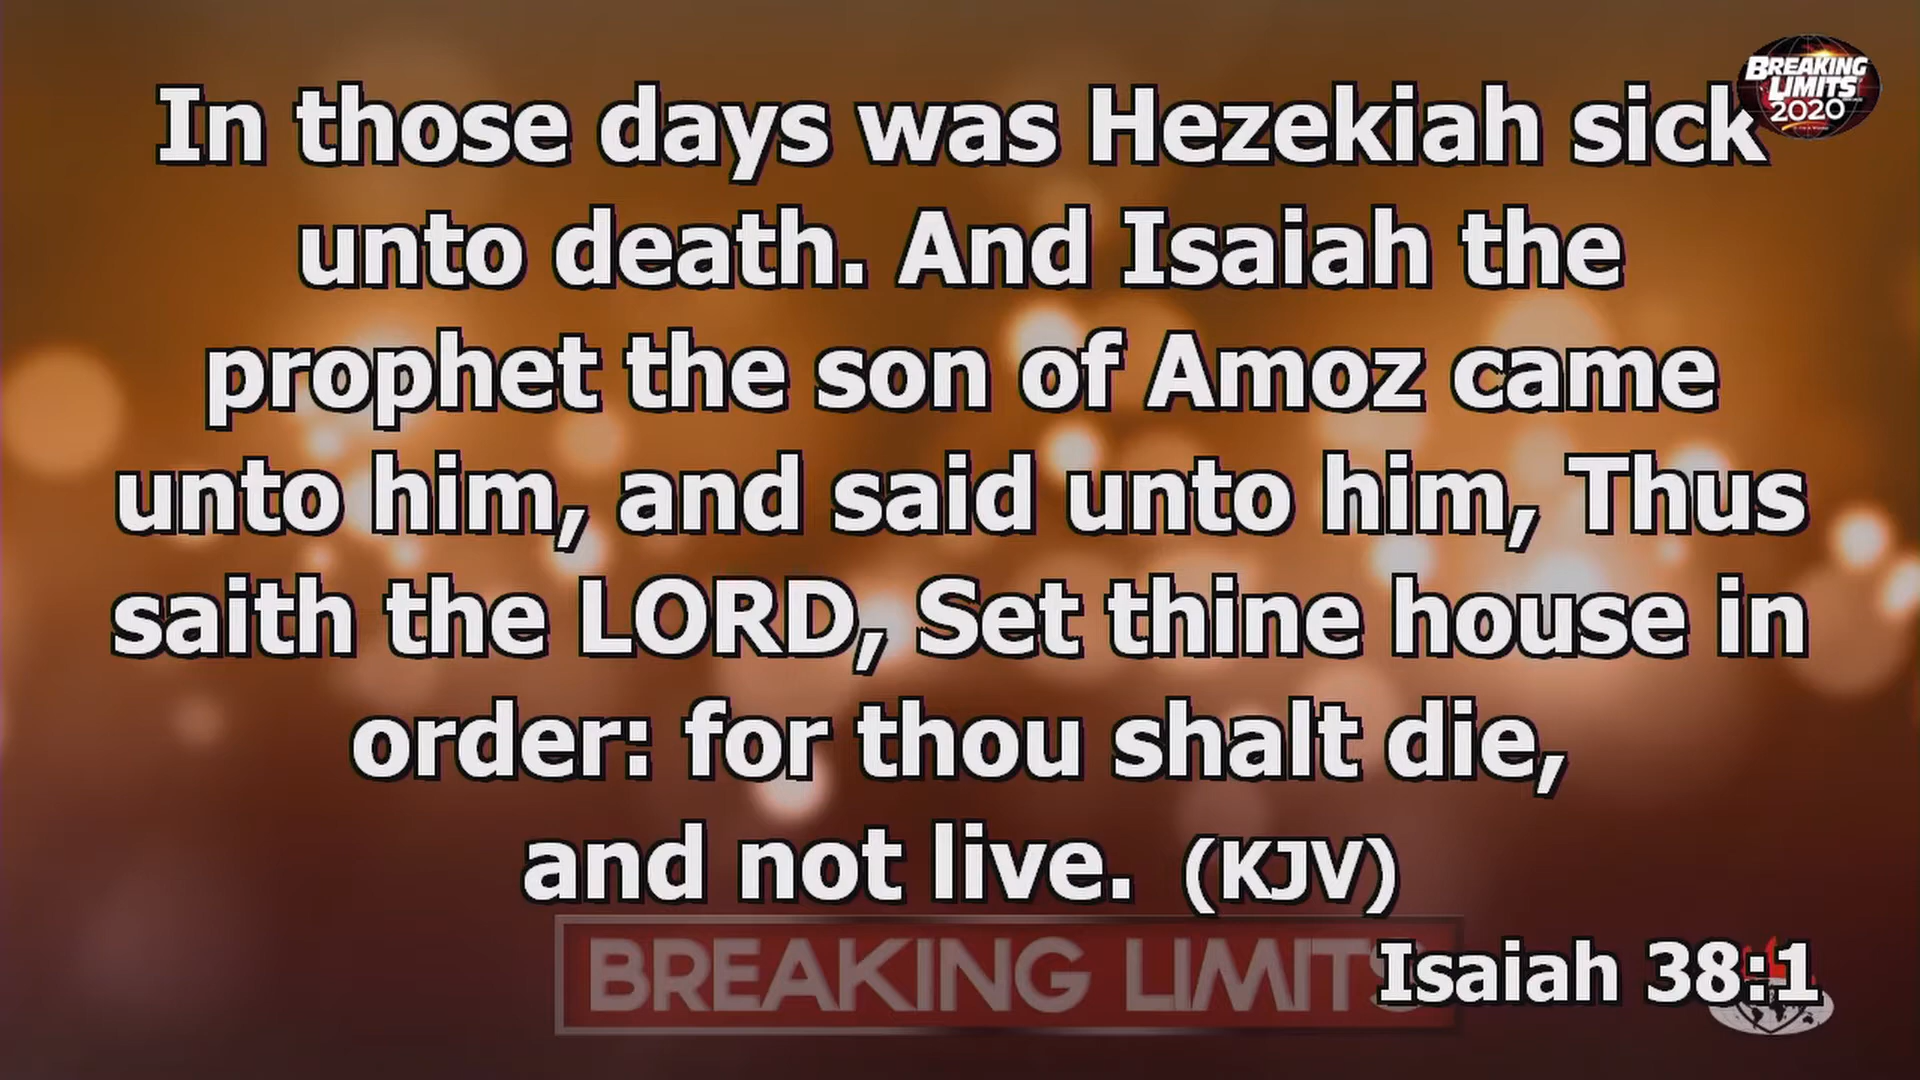 BREAKING
LIMITS
2020
In those days was Hezekiah sick
unto death. And Isaiah the
prophet the son of Amoz came
unto him, and said unto him, Thus
saith the LORD, Set thine house in
order: for thou shalt die,
and not live. (KJV)
BREAKING LIMITS
Isaiah 38:1